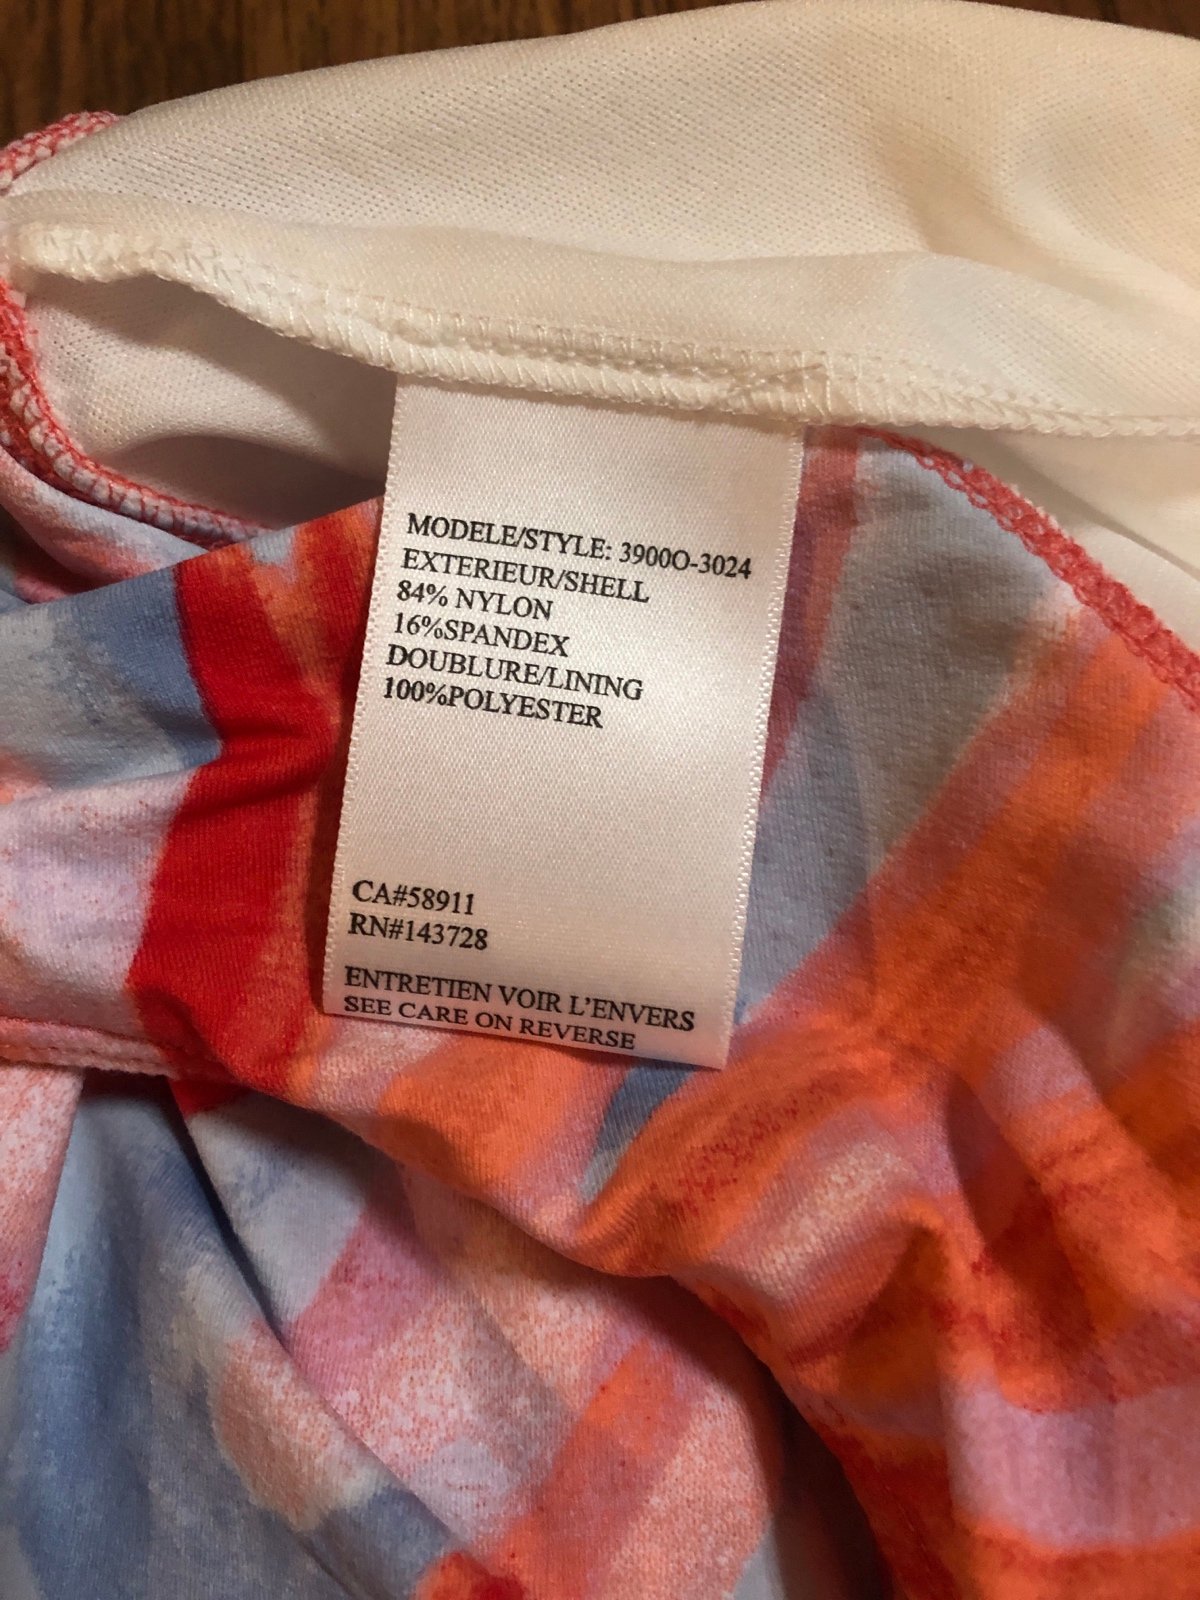 MODELE/STYLE: 3900O-3024
EXTERIEUR/SHELL
84% NYLON
16%SPANDEX
DOUBLURE/LINING
100%POLYESTER
CA#58911
RN#143728
ENTRETIEN VOIR L'ENVERS
SEE CARE ON REVERSE